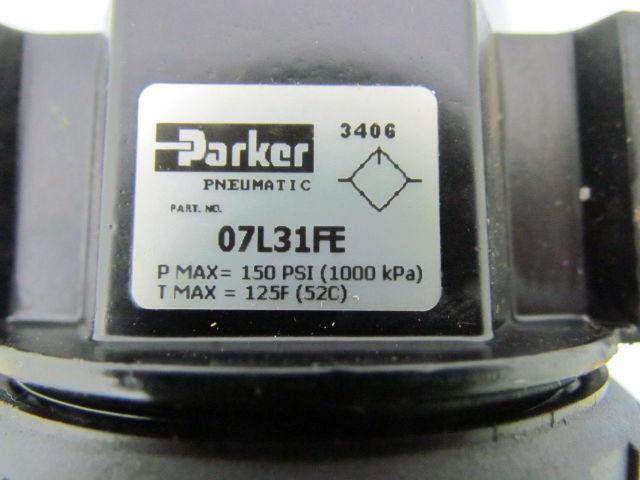 3406
Parker
PNEUMATIC
PART. NO.
07L31FE
P MAX= 150 PSI (1000 kPa)
T MAX = 125F (52C)